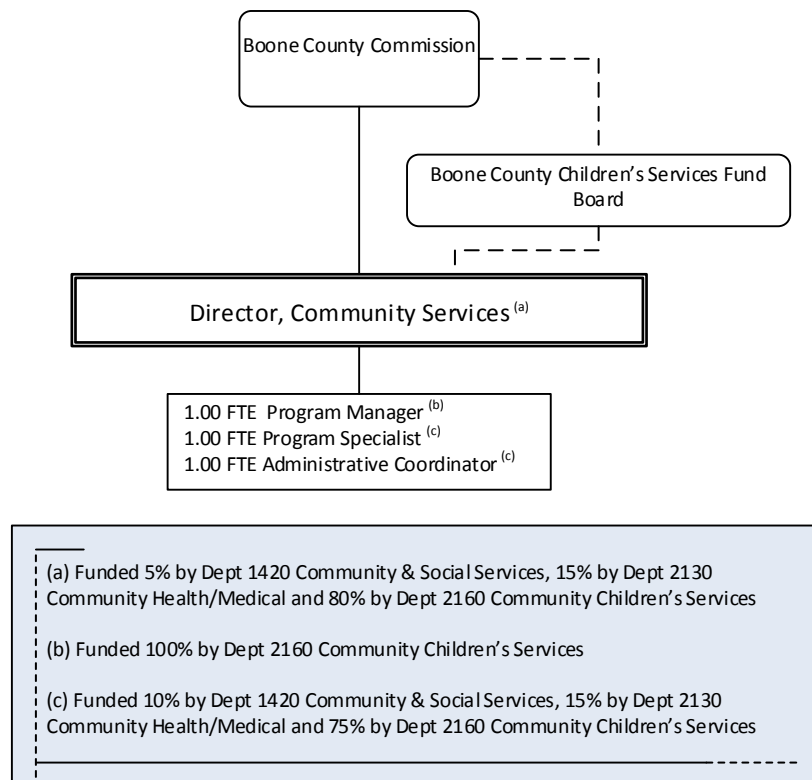 Boone County Commission
Boone County Children’s Services Fund
Board
Director, Community Services (a)
1.00 FTE Program Manager (b)
1.00 FTE Program Specialist (c)
1.00 FTE Administrative Coordinator (c)
(a) Funded 5% by Dept 1420 Community & Social Services, 15% by Dept 2130
Community Health/Medical and 80% by Dept 2160 Community Children’s Services
(b) Funded 100% by Dept 2160 Community Children’s Services
(c) Funded 10% by Dept 1420 Community & Social Services, 15% by Dept 2130
Community Health/Medical and 75% by Dept 2160 Community Children’s Services